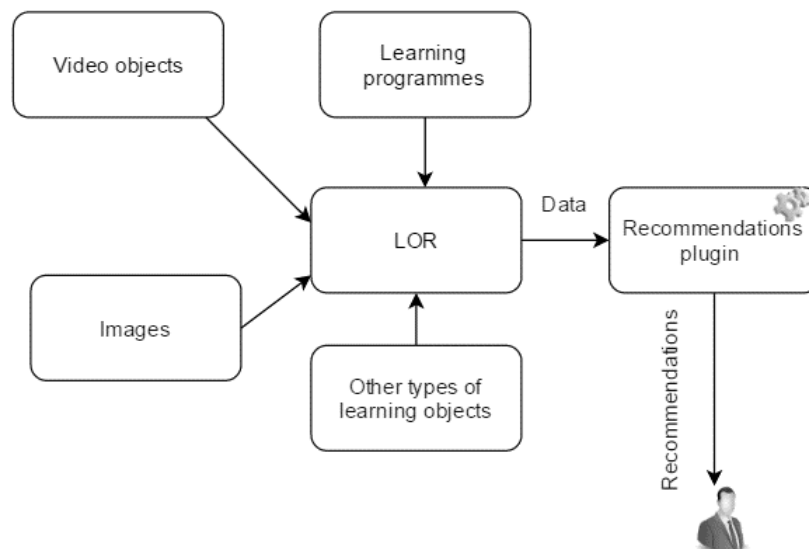 Video objects
Learning
programmes
LOR
Data
Recommendations
plugin
Images
Other types of
learning objects
Recommendations